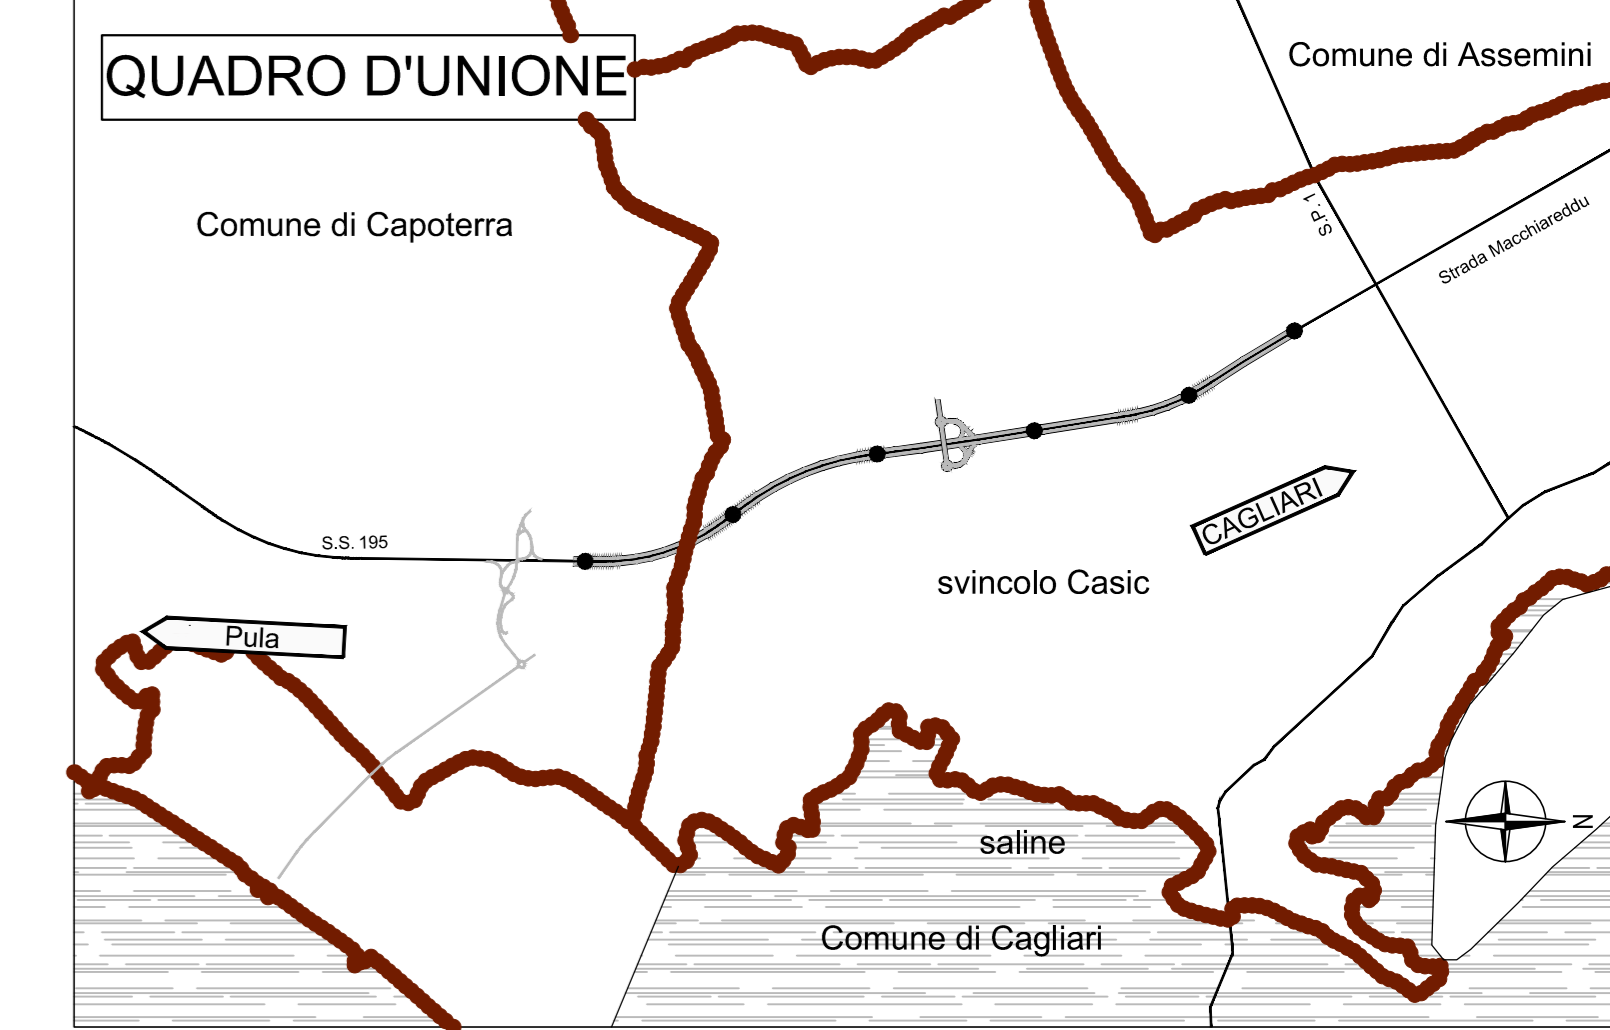 QUADRO D'UNIONE
Comune di Assemini
Comune di Capoterra
S.P. 1
Strada Macchiareddu
CAGLIARI
S.S. 195
svincolo Casic
Pula
saline
N
Comune di Cagliari